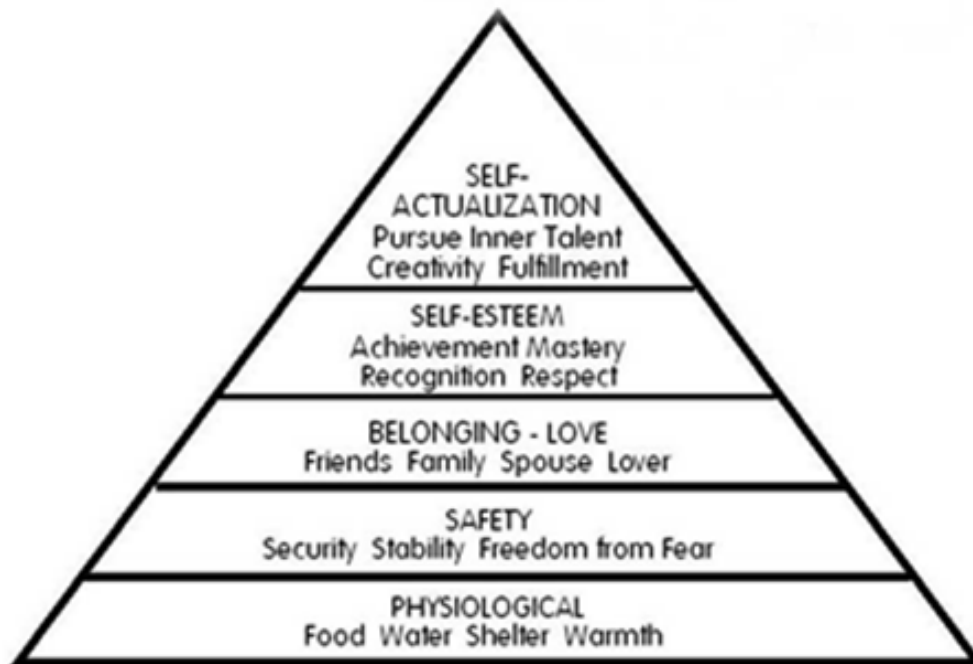 SELF-
ACTUALIZATION
Pursue Inner Talent
Creativity Fulfillment
SELF-ESTEEM
Achievement Mastery
Recognition Respect
BELONGING - LOVE
Friends Family Spouse Lover
SAFETY
Security Stability Freedom from Fear
PHYSIOLOGICAL
Food Water Shelter Warmth